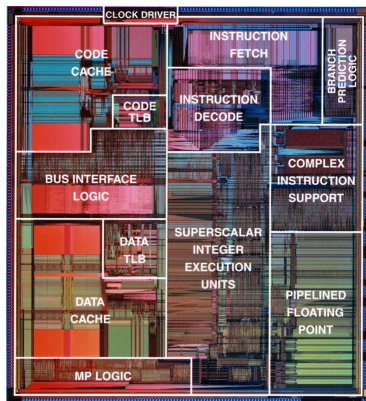 CLOCK DRIVER
CODE
CACHE
INSTRUCTION
FETCH
BRANCH
PREDICTION
LOGIC
CODE
TLB
INSTRUCTION
DECODE
BUS INTERFACE
LOGIC
COMPLEX
INSTRUCTION
SUPPORT
SUPERSCALAR
INTEGER
EXECUTION
UNITS
DATA
TLB
DATA
CACHE
PIPELINED
FLOATING
POINT
MP LOGIC